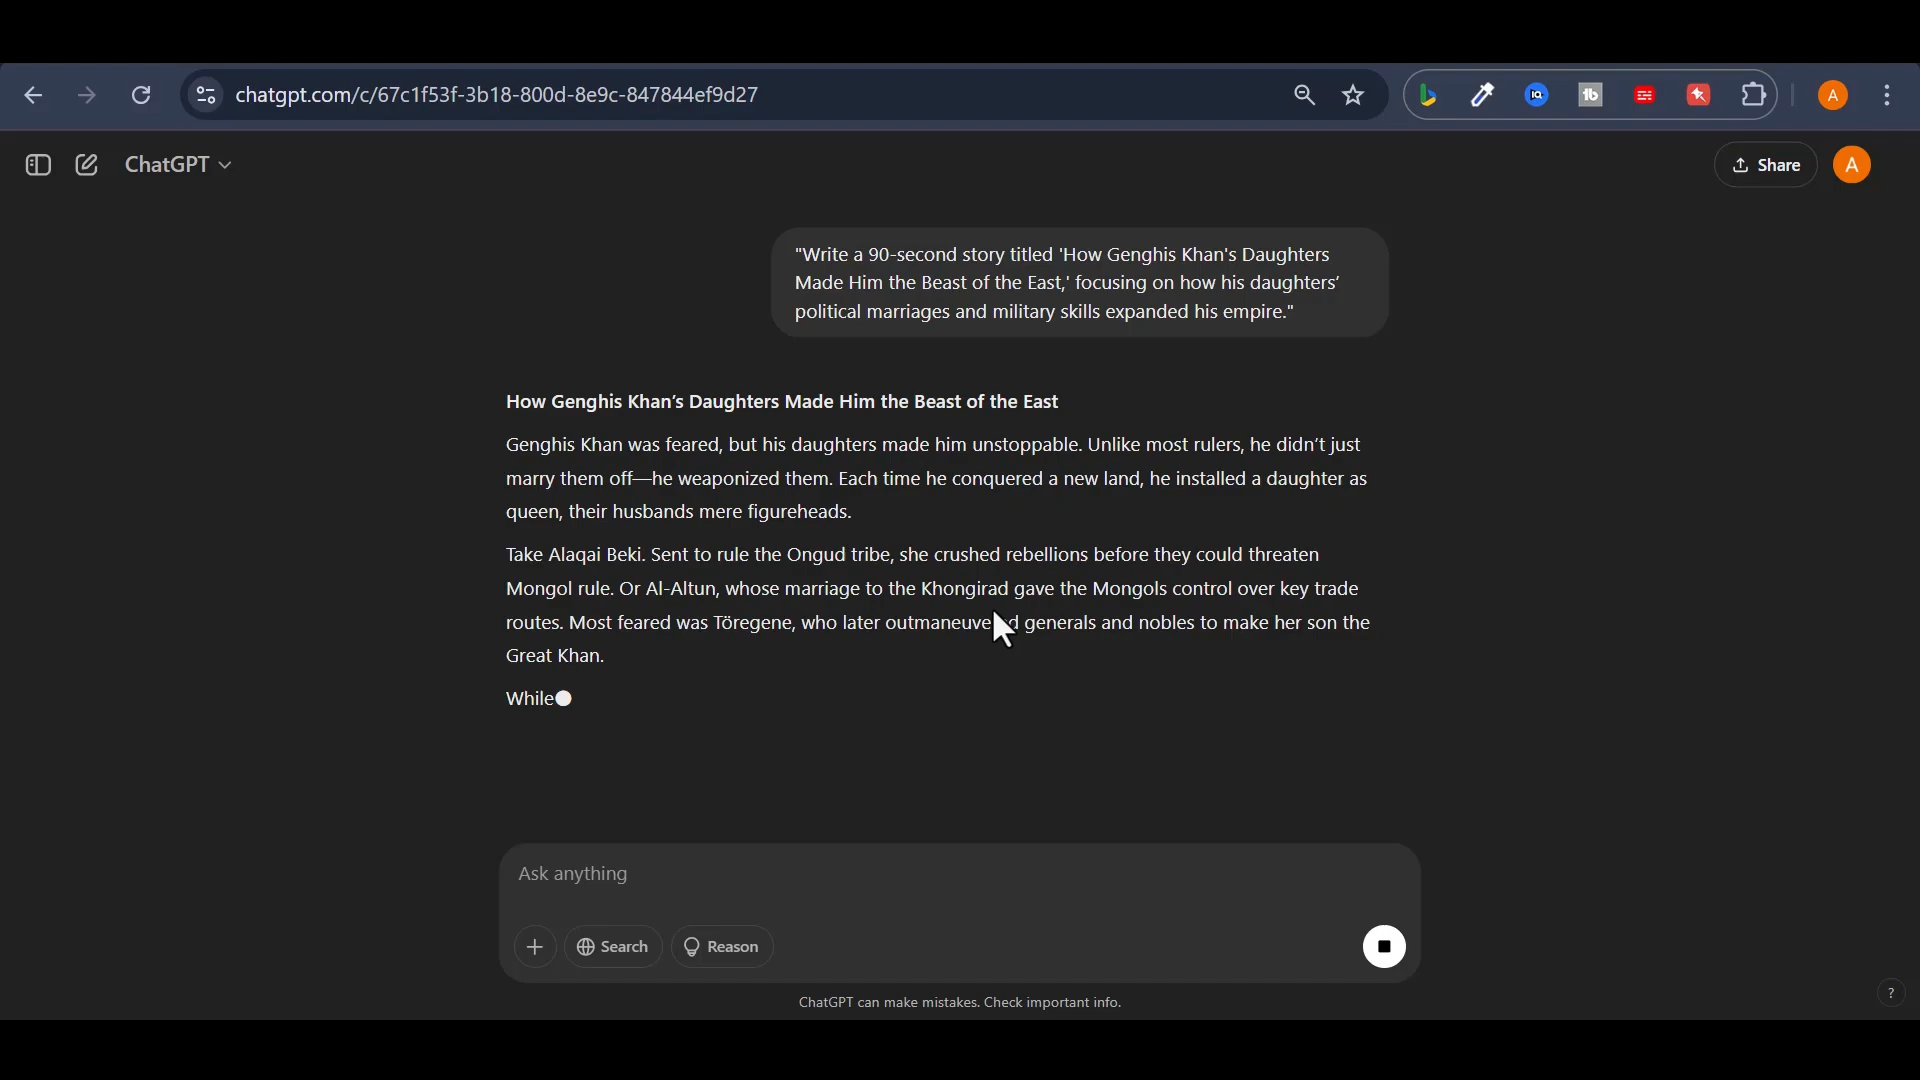 chatgpt.com/c/67c1f53f-3b18-800d-8e9c-847844ef9d27
IQ
tb
A
ChatGPT
Share
A
"Write a 90-second story titled 'How Genghis Khan's Daughters
Made Him the Beast of the East,' focusing on how his daughters’
political marriages and military skills expanded his empire."
How Genghis Khan’s Daughters Made Him the Beast of the East
Genghis Khan was feared, but his daughters made him unstoppable. Unlike most rulers, he didn’t just
marry them off—he weaponized them. Each time he conquered a new land, he installed a daughter as
queen, their husbands mere figureheads.
Take Alaqai Beki. Sent to rule the Ongud tribe, she crushed rebellions before they could threaten
Mongol rule. Or Al-Altun, whose marriage to the Khongirad gave the Mongols control over key trade
routes. Most feared was Töregene, who later outmaneuvered generals and nobles to make her son the
Great Khan.
While
Ask anything
Search
Reason
ChatGPT can make mistakes. Check important info.
?